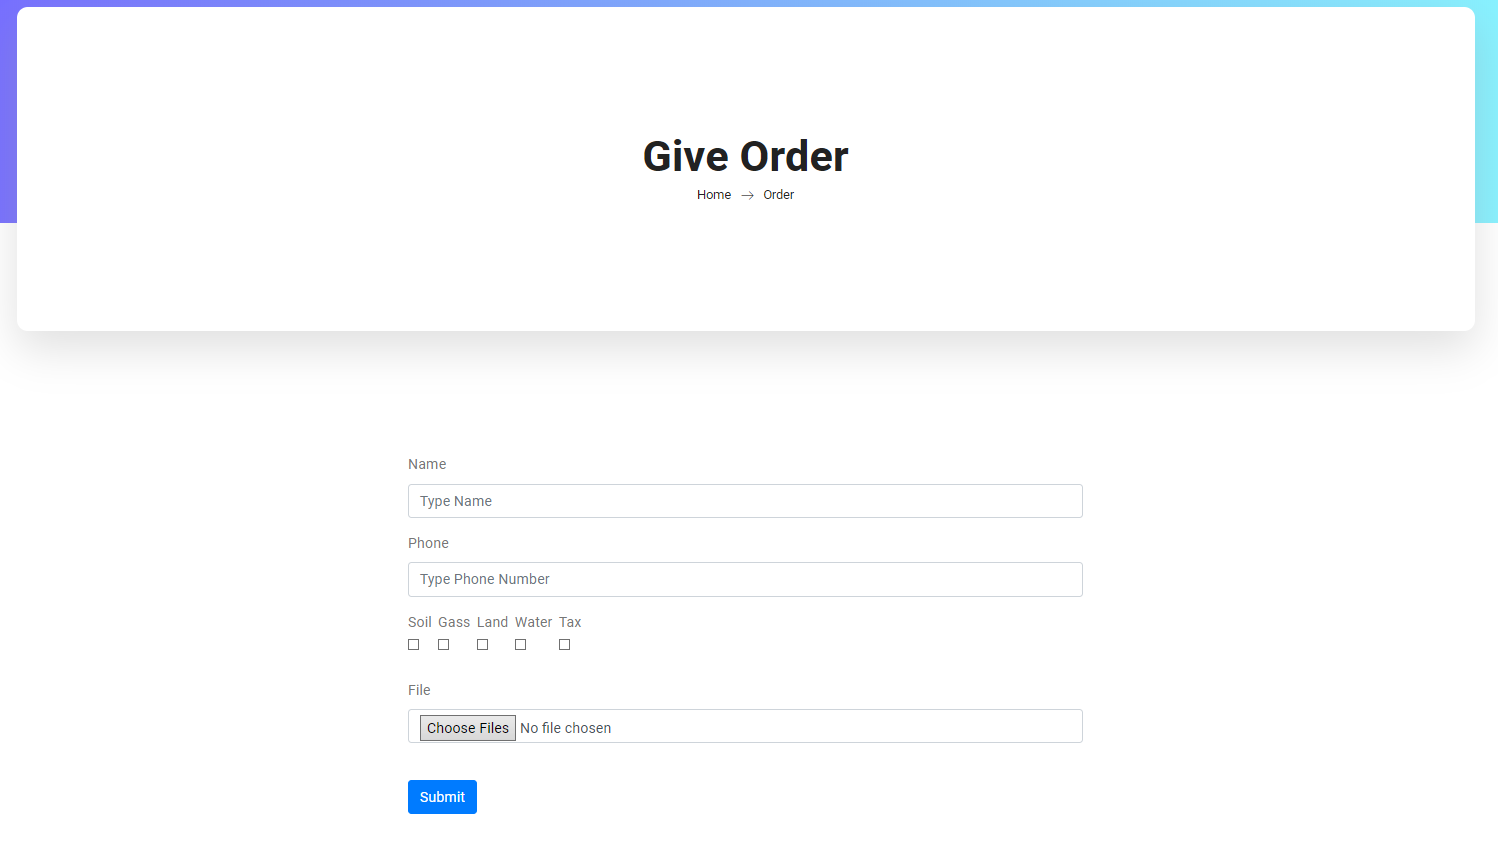 Give Order
Home → Order
Name
Type Name
Phone
Type Phone Number
Soil Gass Land Water Tax
File
Choose Files No file chosen
Submit